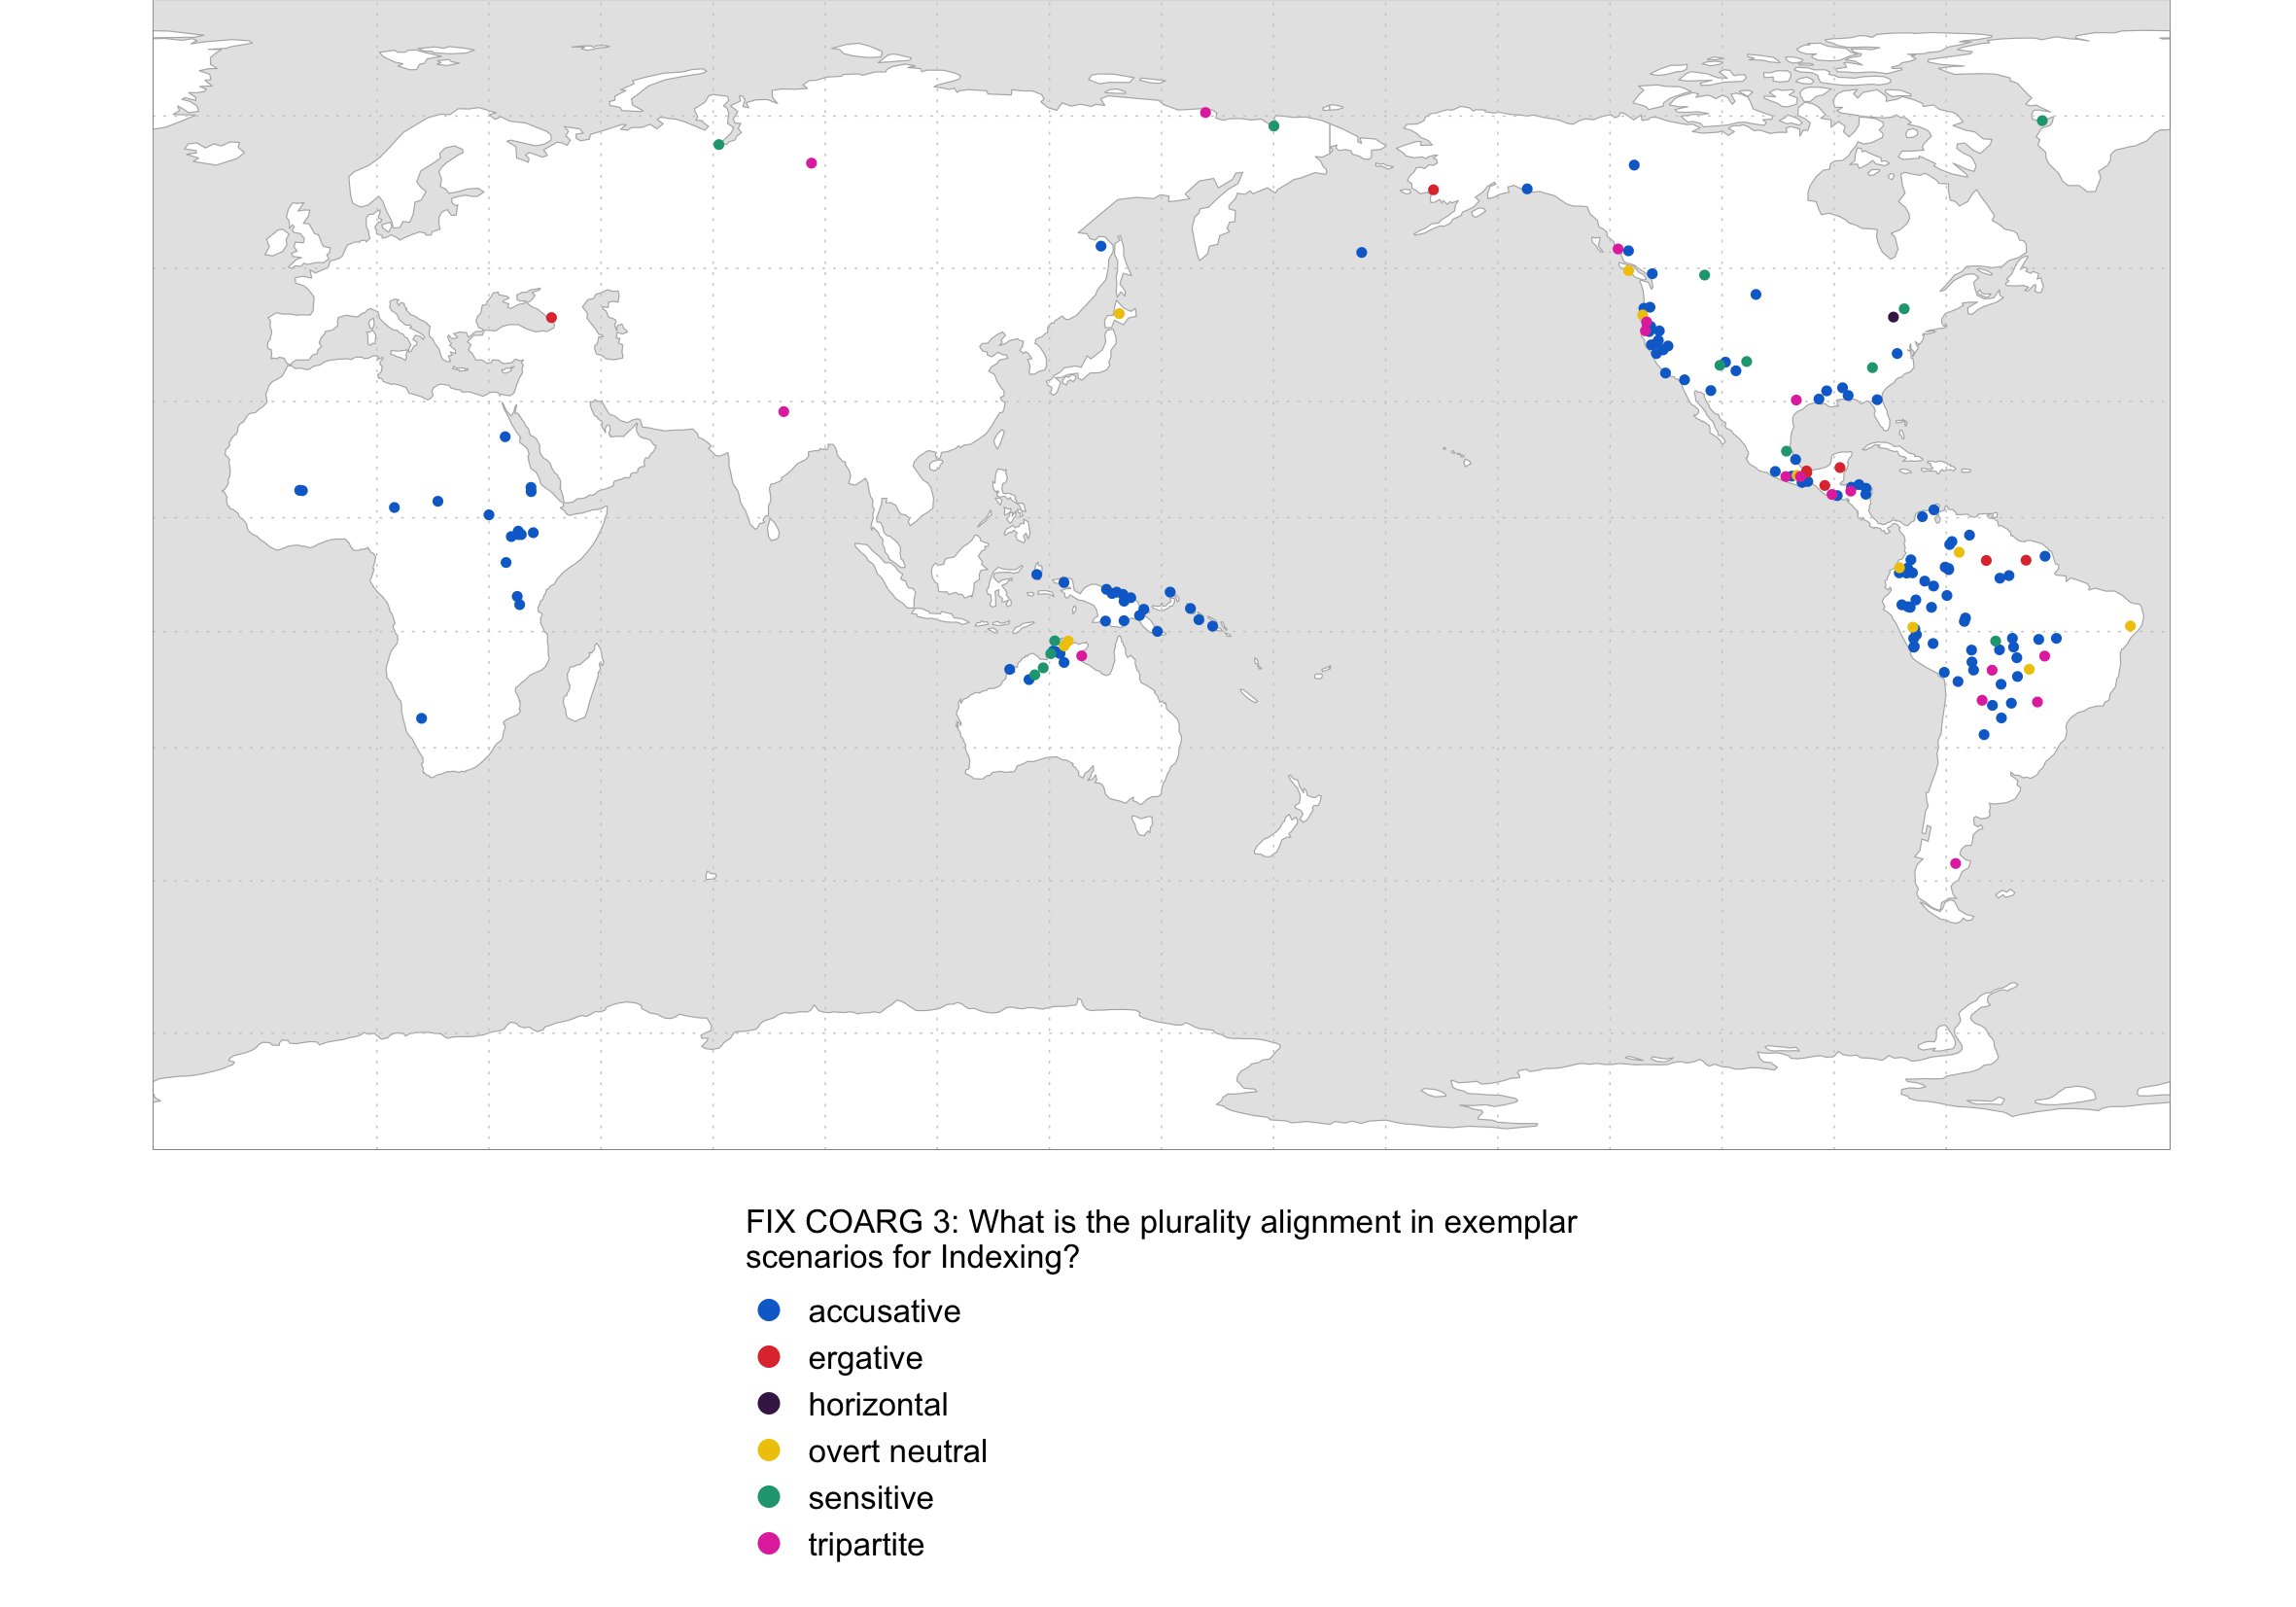 FIX COARG 3: What is the plurality alignment in exemplar
scenarios for Indexing?
accusative
ergative
horizontal
overt neutral
sensitive
tripartite